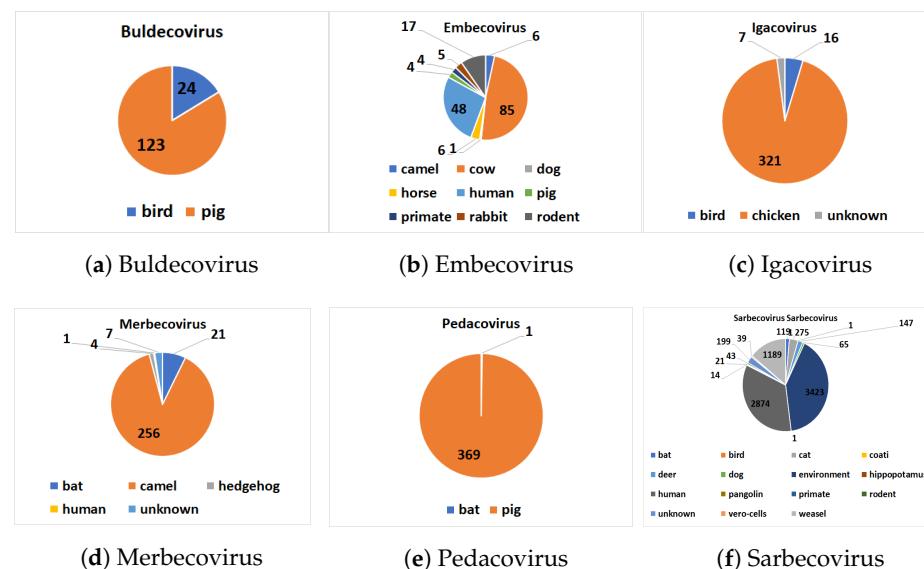 Buldecovirus
24
123
bird pig
(a) Buldecovirus
Embecovirus
17 6
4 5
4
48 85
6 1
camel cow dog
horse human pig
primate rabbit rodent
(b) Embecovirus
Igacovirus
7 16
321
bird chicken unknown
(c) Igacovirus
Merbecovirus
7 21
1 4
256
bat camel hedgehog
human unknown
(d) Merbecovirus
Pedacovirus
1
369
bat pig
(e) Pedacovirus
Sarbecovirus Sarbecovirus
39 119 1 275 1 147
199 1189 65
43
21
14 2874 3423
1
bat bird cat coati
deer dog environment hippopotamus
human pangolin primate rodent
unknown vero-cells weasel
(f) Sarbecovirus